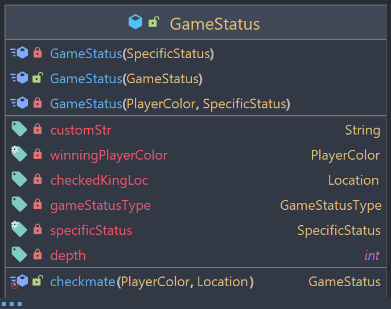 GameStatus
GameStatus(SpecificStatus)
GameStatus(GameStatus)
GameStatus(PlayerColor, SpecificStatus)
customStr String
winningPlayerColor PlayerColor
checkedKingLoc Location
gameStatusType GameStatusType
specificStatus SpecificStatus
depth int
checkmate(PlayerColor, Location) GameStatus